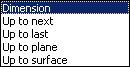 Dimension
Up to next
Up to last
Up to plane
Up to surface